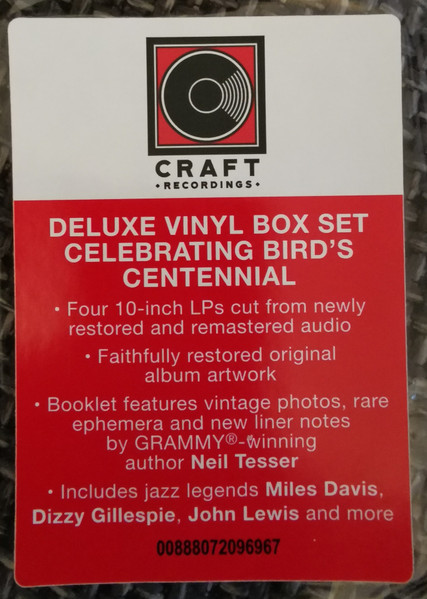 CRAFT
• RECORDINGS •
DELUXE VINYL BOX SET
CELEBRATING BIRD'S
CENTENNIAL
• Four 10-inch LPs cut from newly
restored and remastered audio
• Faithfully restored original
album artwork
• Booklet features vintage photos, rare
ephemera and new liner notes
by GRAMMY®-winning
author Neil Tesser
• Includes jazz legends Miles Davis,
Dizzy Gillespie, John Lewis and more
00888072096967